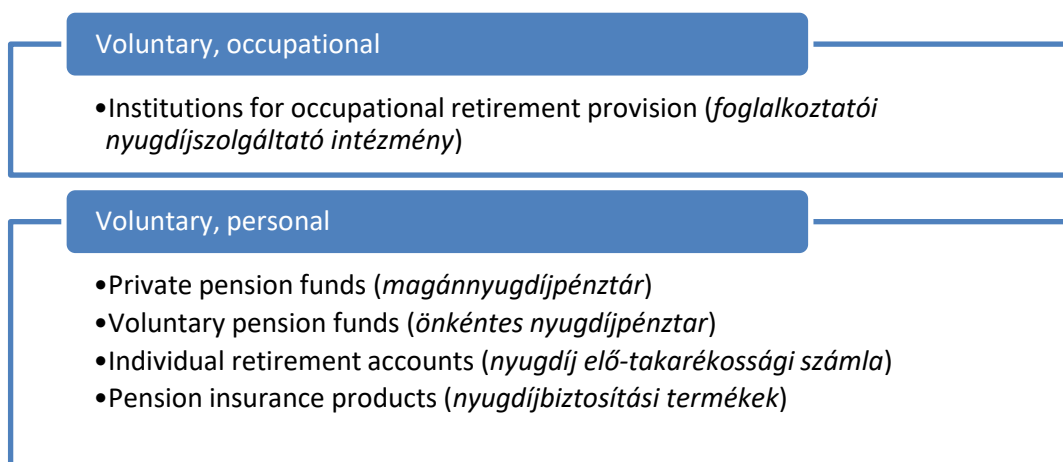 Voluntary, occupational
•Institutions for occupational retirement provision (foglalkoztatói
nyugdíjszolgáltató intézmény)
Voluntary, personal
•Private pension funds (magánnyugdíjpénztár)
•Voluntary pension funds (önkéntes nyugdíjpénztar)
•Individual retirement accounts (nyugdíj elő-takarékossági számla)
•Pension insurance products (nyugdíjbiztosítási termékek)